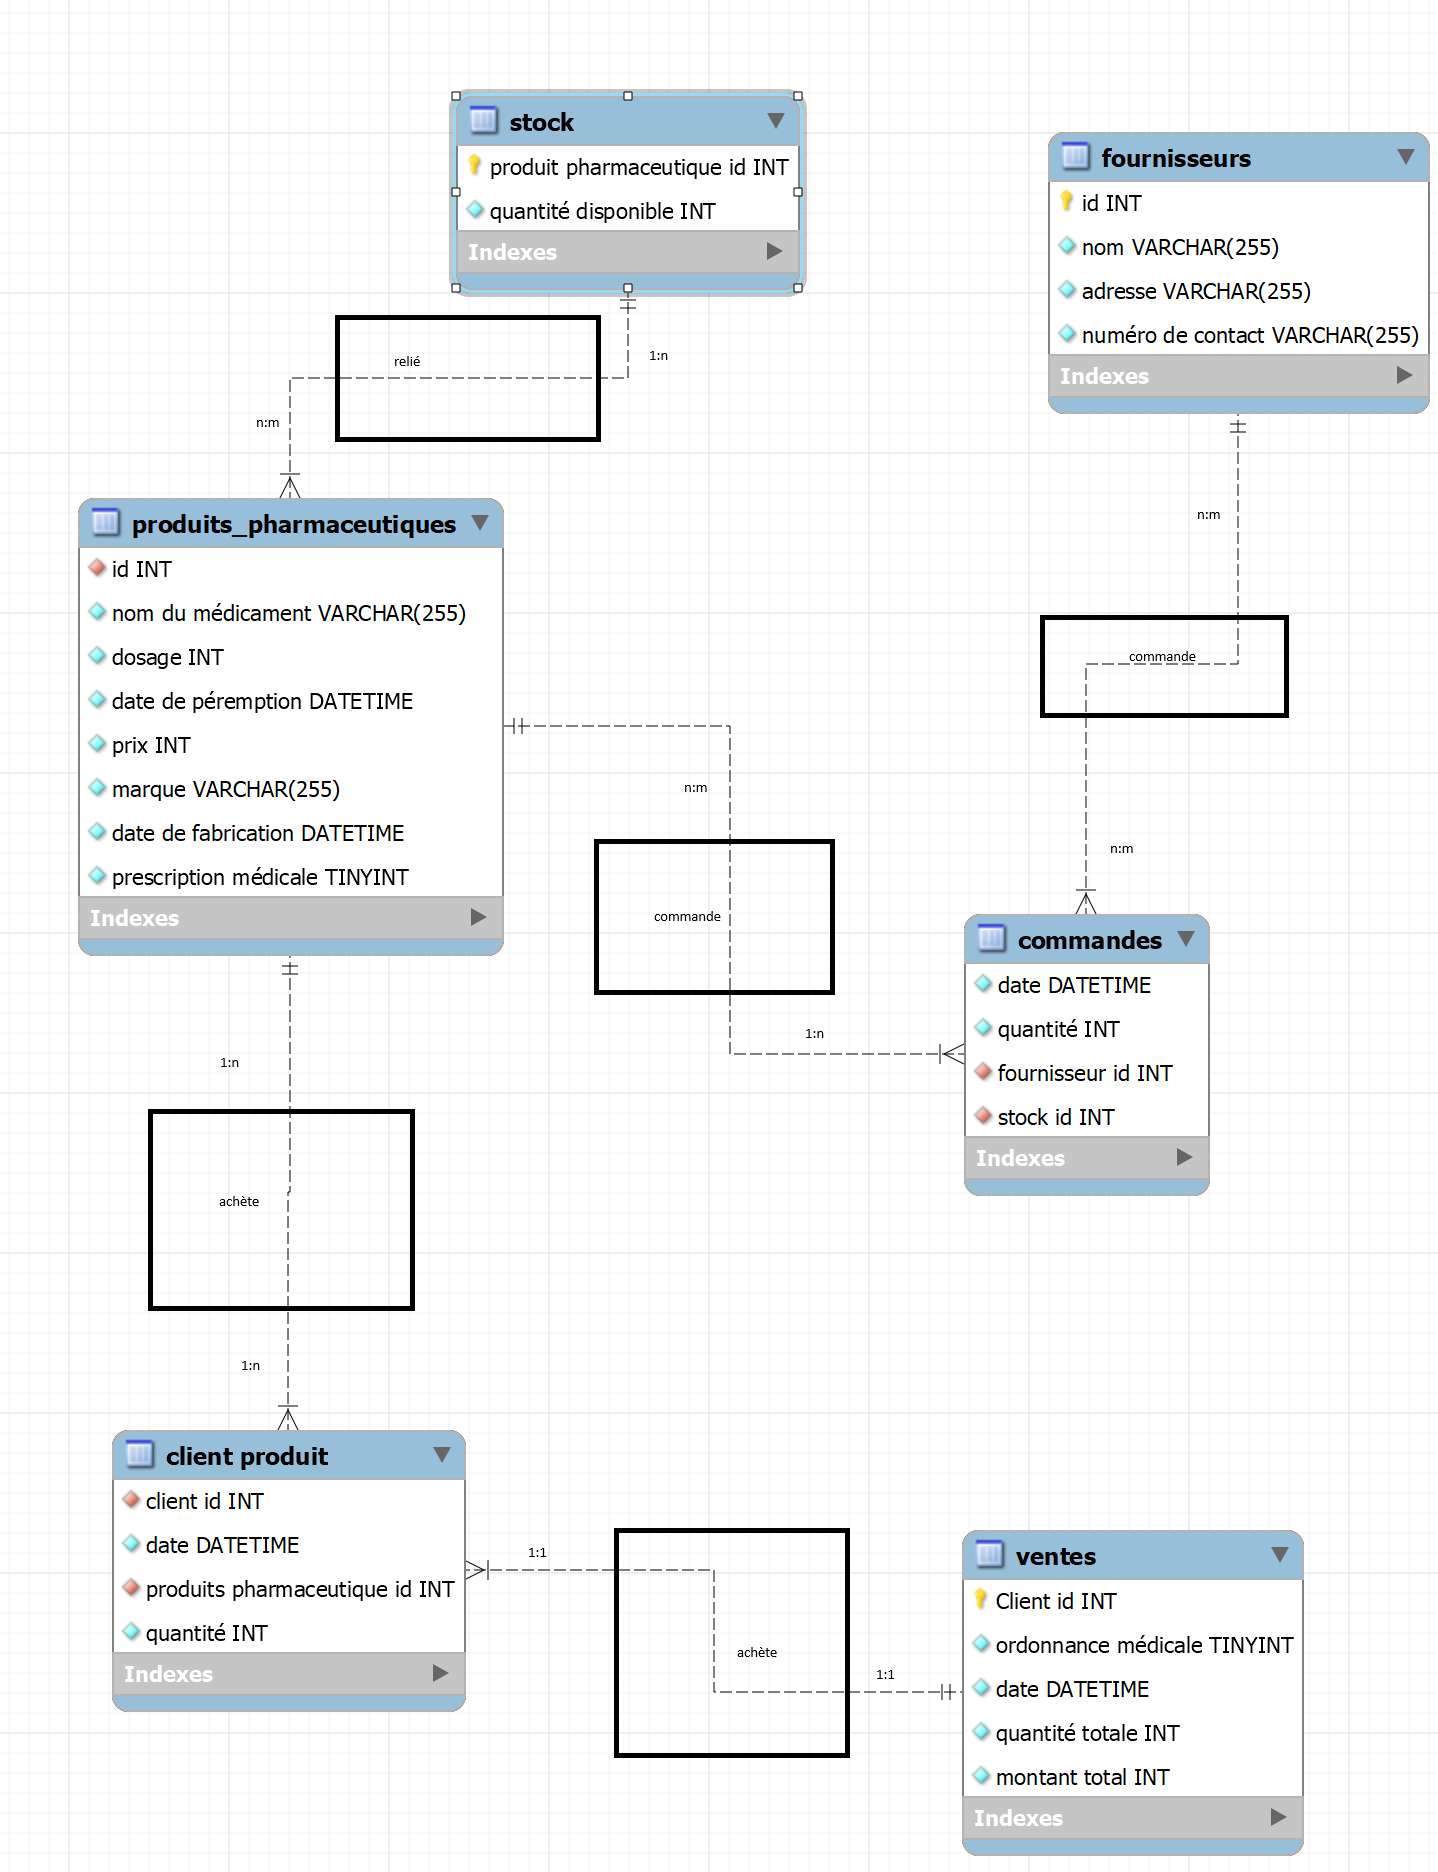 stock
produit pharmaceutique id INT
quantité disponible INT
Indexes
fournisseurs
id INT
nom VARCHAR(255)
adresse VARCHAR(255)
numéro de contact VARCHAR(255)
Indexes
relié
1:n
n:m
produits_pharmaceutiques
id INT
nom du médicament VARCHAR(255)
dosage INT
date de péremption DATETIME
prix INT
marque VARCHAR(255)
date de fabrication DATETIME
prescription médicale TINYINT
Indexes
n:m
commande
n:m
n:m
commande
1:n
commandes
date DATETIME
quantité INT
fournisseur id INT
stock id INT
Indexes
1:n
achète
1:n
client produit
client id INT
date DATETIME
produits pharmaceutique id INT
quantité INT
Indexes
1:1
achète
1:1
ventes
Client id INT
ordonnance médicale TINYINT
date DATETIME
quantité totale INT
montant total INT
Indexes